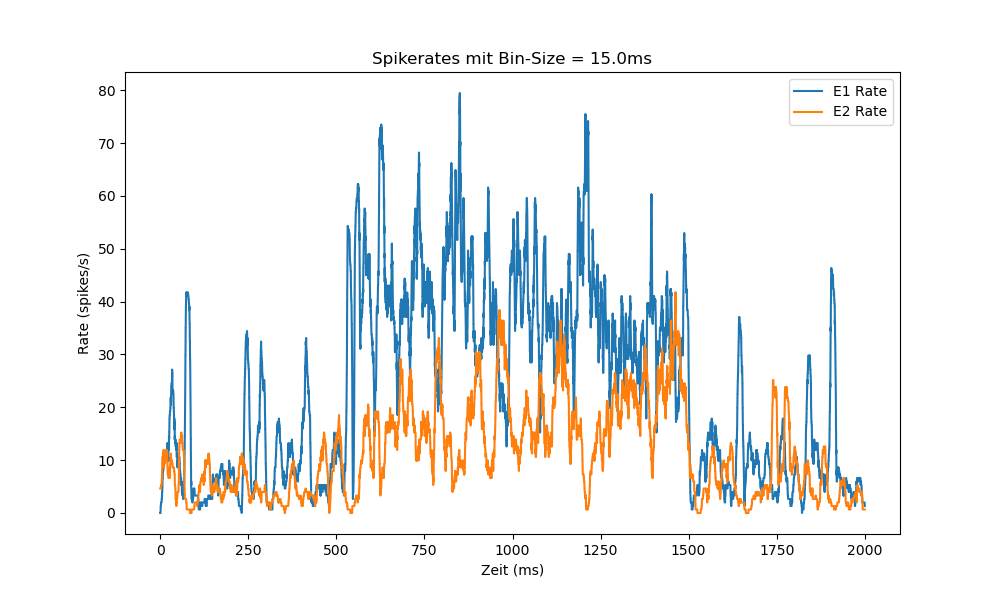 Spikerates mit Bin-Size = 15.0ms
E1 Rate
E2 Rate
80
70
60
50
40
30
20
10
0
Rate (spikes/s)
0 250 500 750 1000 1250 1500 1750 2000
Zeit (ms)